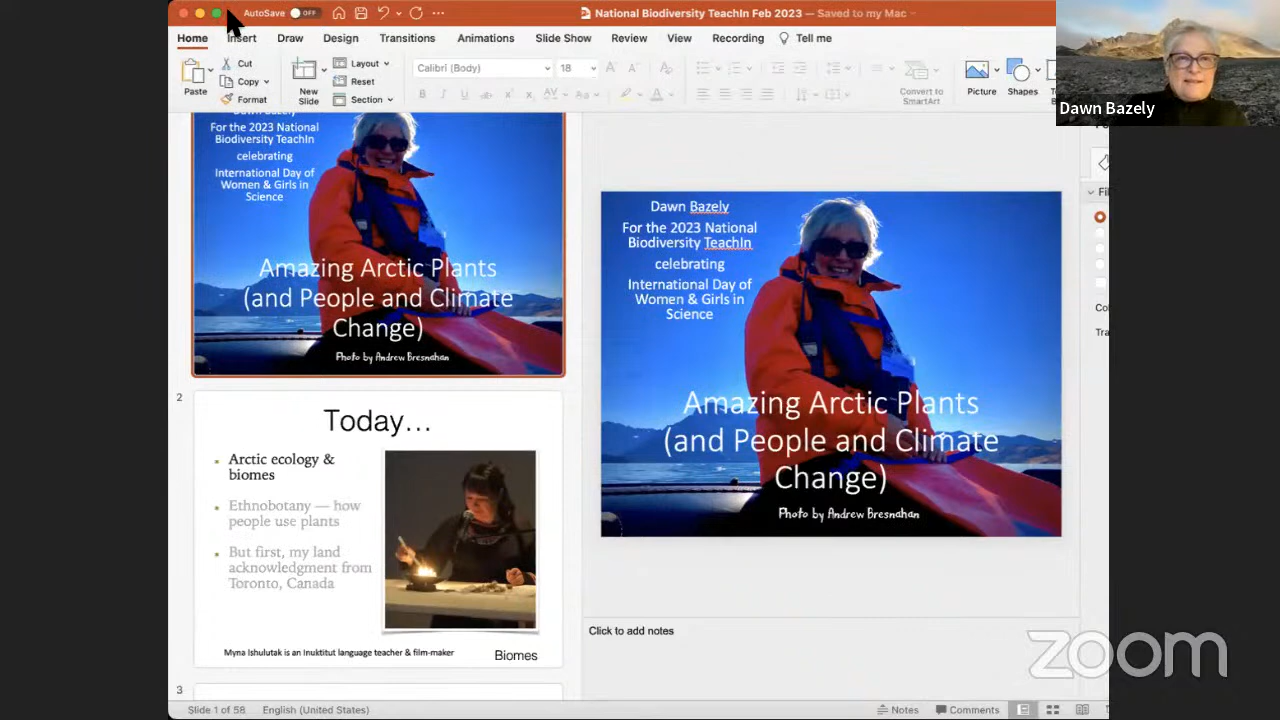 AutoSave OFF
National Biodiversity TeachIn Feb 2023 — Saved to my Mac
Home Insert Draw Design Transitions Animations Slide Show Review View Recording Tell me
Paste
Cut
Copy
Format
New
Slide
Layout
Reset
Section
Calibri (Body) 18
Convert to
SmartArt
Picture
Shapes
Dawn Bazely
Dawn Bazely
For the 2023 National
Biodiversity TeachIn
celebrating
International Day of
Women & Girls in
Science
Amazing Arctic Plants
(and People and Climate
Change)
Photo by Andrew Bresnahan
2
Today...
Arctic ecology &
biomes
Ethnobotany — how
people use plants
But first, my land
acknowledgment from
Toronto, Canada
Myna Ishulutak is an Inuktitut language teacher & film-maker
Biomes
3
Dawn Bazely
For the 2023 National
Biodiversity TeachIn
celebrating
International Day of
Women & Girls in
Science
Amazing Arctic Plants
(and People and Climate
Change)
Photo by Andrew Bresnahan
Click to add notes
zoom
Slide 1 of 58 English (United States) Notes Comments